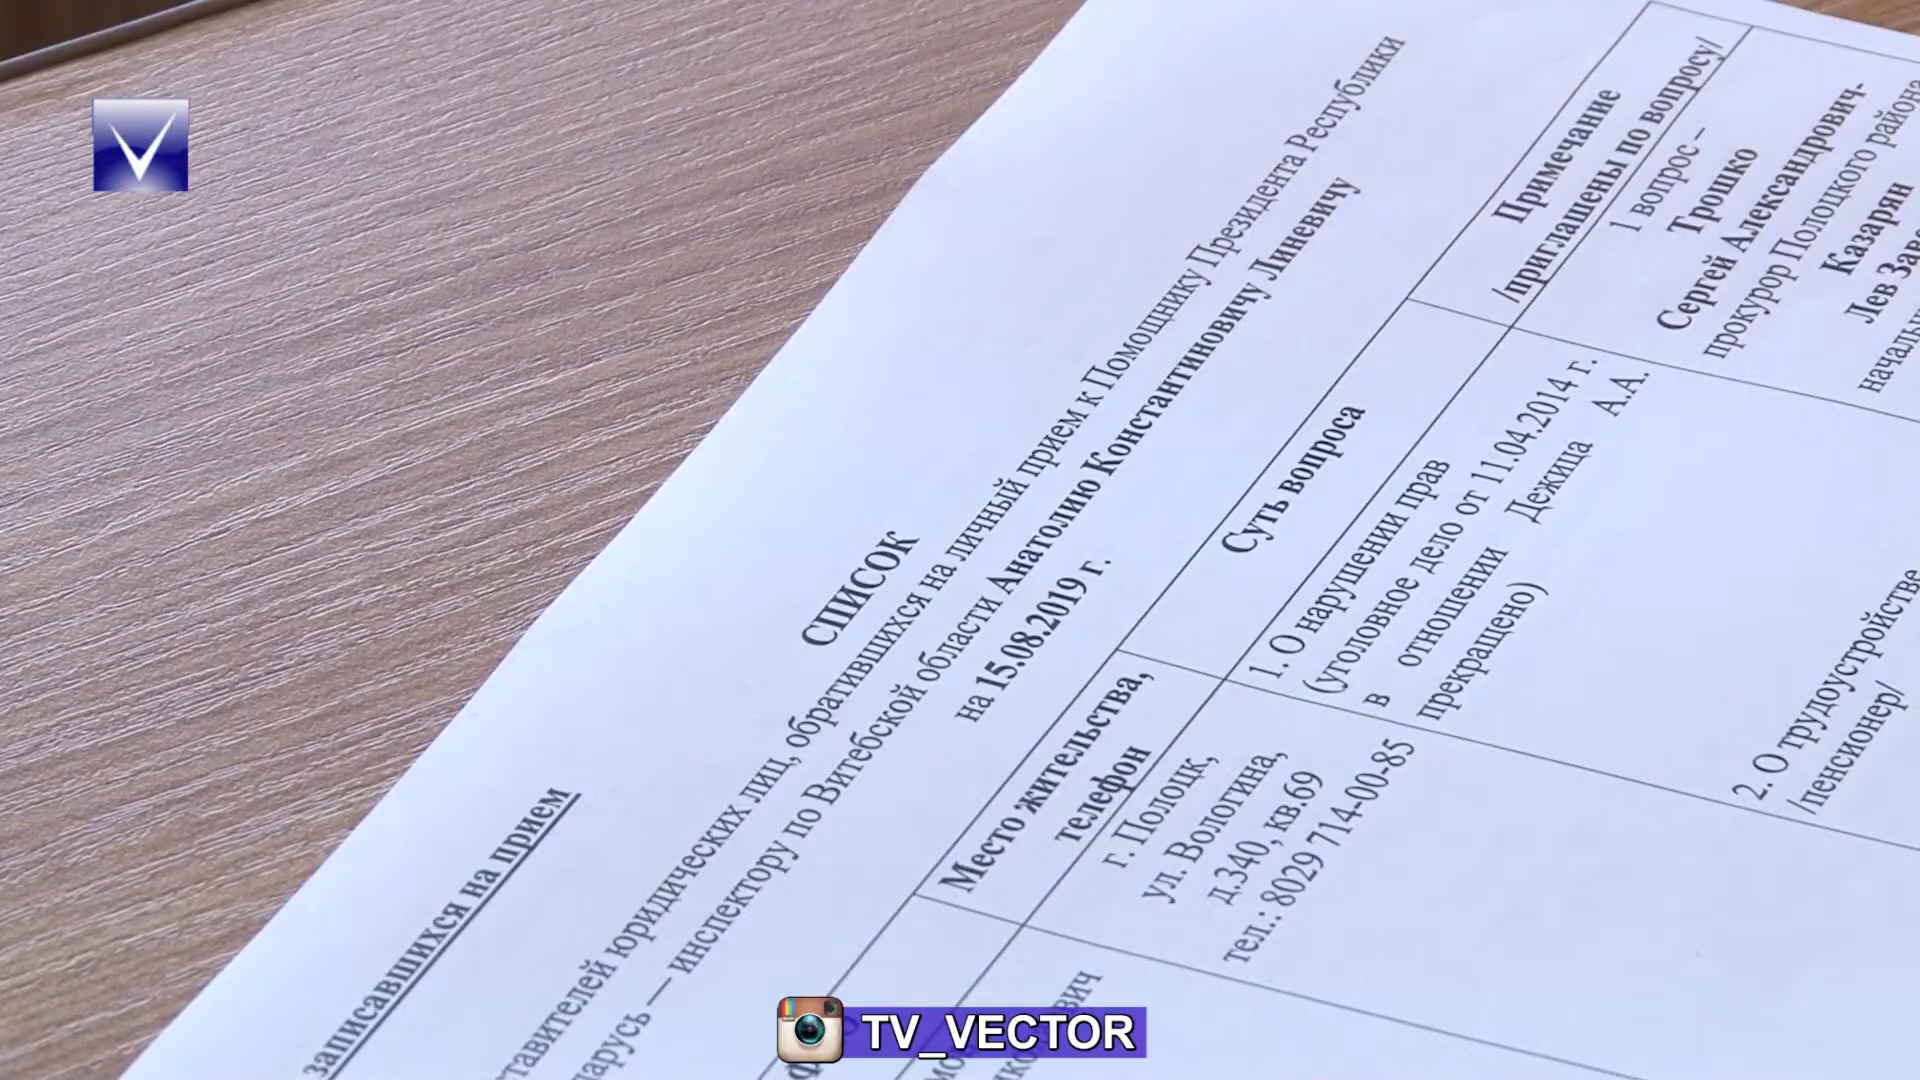 записавшихся на прием
СПИСОК
юридических лиц, обратившихся на личный прием к Помощнику Президента Республики
— инспектору по Витебской области Анатолию Константиновичу Линевичу
на 15.08.2019 г.
Место жительства,
телефон
Суть вопроса
Примечание
/приглашены по вопросу/
г. Полоцк,
ул. Вологина,
д.340, кв.69
тел.: 8029 714-00-85
1. О нарушении прав
(уголовное дело от 11.04.2014 г.
в отношении Дежица А.А.
прекращено)
2. О трудоустройстве
/пенсионер/
1 вопрос –
Трошко
Сергей Александрович-
прокурор Полоцкого района
Казарян
Лев
TV_VECTOR